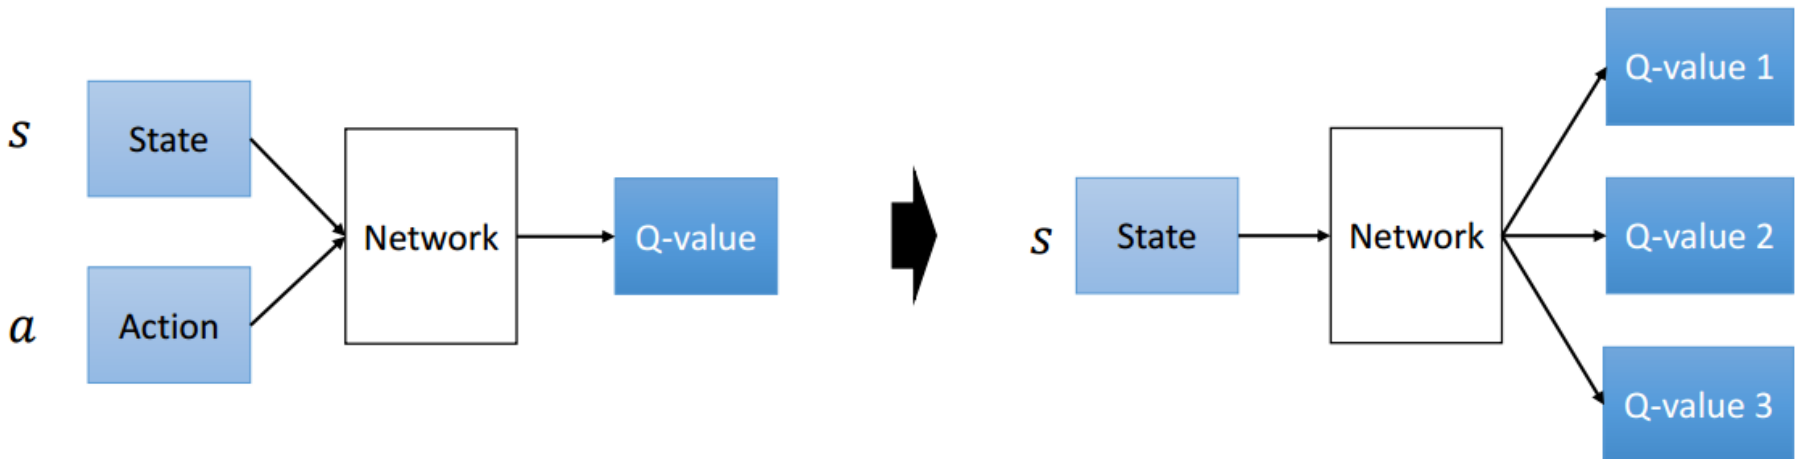 s
State
a
Action
Network
Q-value
s
State
Network
Q-value 1
Q-value 2
Q-value 3